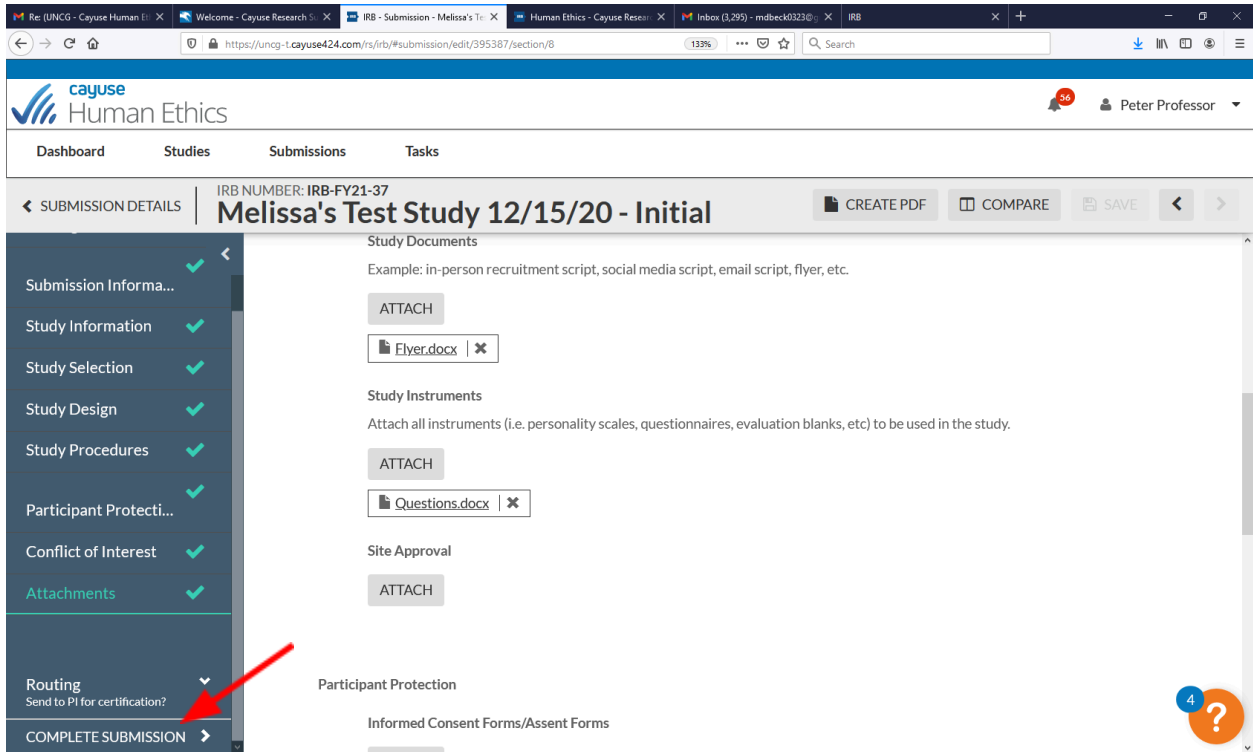 Re: (UNCG - Cayuse Human Eth
Welcome - Cayuse Research Su
IRB - Submission - Melissa's Te
Human Ethics - Cayuse Research
Inbox (3,295) - mdbeck0323@g
IRB
https://uncg-t.cayuse424.com/rs/irb/#submission/edit/395387/section/8
133%
Search
cayuse
Human Ethics
56
Peter Professor
Dashboard
Studies
Submissions
Tasks
SUBMISSION DETAILS
IRB NUMBER: IRB-FY21-37
Melissa's Test Study 12/15/20 - Initial
CREATE PDF
COMPARE
SAVE
Submission Informa...
Study Information
Study Selection
Study Design
Study Procedures
Participant Protecti...
Conflict of Interest
Attachments
Routing
Send to PI for certification?
COMPLETE SUBMISSION
Study Documents
Example: in-person recruitment script, social media script, email script, flyer, etc.
ATTACH
Flyer.docx
Study Instruments
Attach all instruments (i.e. personality scales, questionnaires, evaluation blanks, etc) to be used in the study.
ATTACH
Questions.docx
Site Approval
ATTACH
Participant Protection
Informed Consent Forms/Assent Forms
4
?